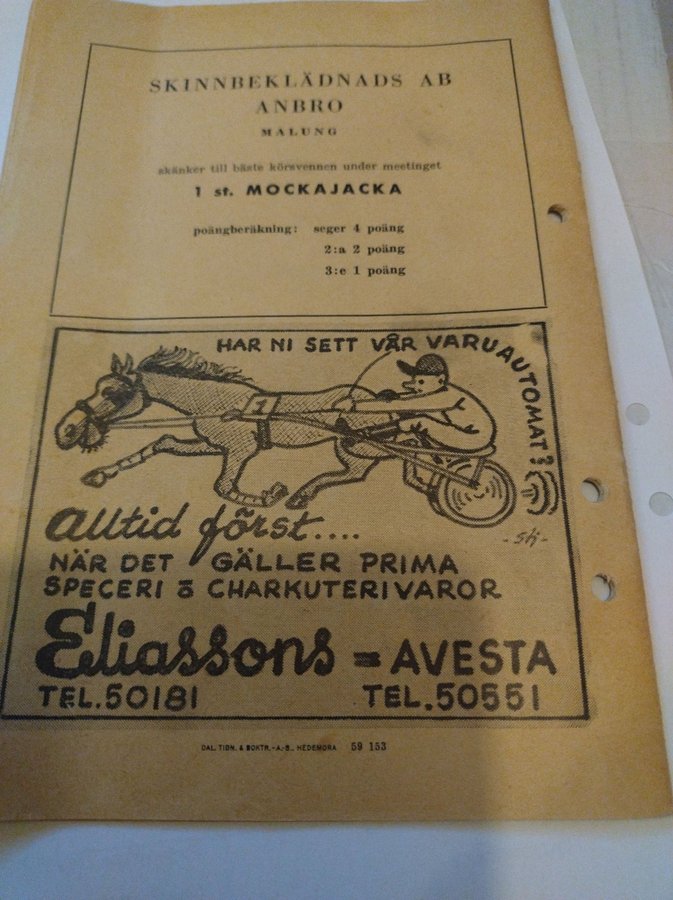 SKINNBEKLÄDNADS AB
ANBRO
MALUNG
skänker till bäste körsvennen under meetinget
1 st. MOCKAJACKA
poängberäkning: seger 4 poäng
2:a 2 poäng
3:e 1 poäng
HAR NI SETT VÅR VARUAUTOMAT?
1
-SH-
Alltid först....
NÄR DET GÄLLER PRIMA
SPECERI & CHARKUTERIVAROR
Eliassons = AVESTA
TEL. 50181 TEL. 50551
DAL. TIDN. & BOKTR.-A.-B., HEDEMORA 59 153